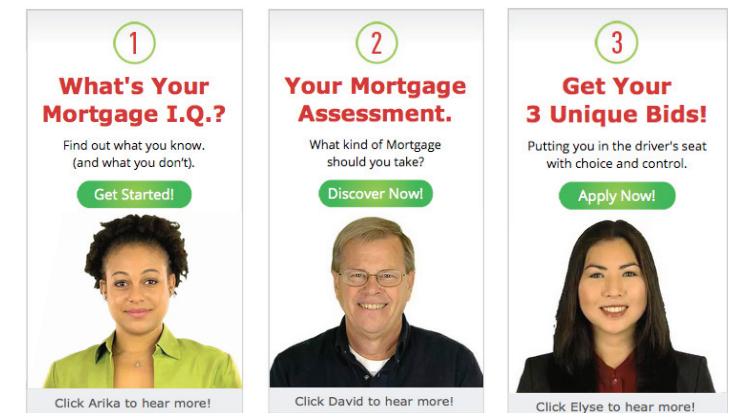 1
What's Your
Mortgage I.Q.?
Find out what you know.
(and what you don't).
Get Started!
Click Arika to hear more!
2
Your Mortgage
Assessment.
What kind of Mortgage
should you take?
Discover Now!
Click David to hear more!
3
Get Your
3 Unique Bids!
Putting you in the driver's seat
with choice and control.
Apply Now!
Click Elyse to hear more!